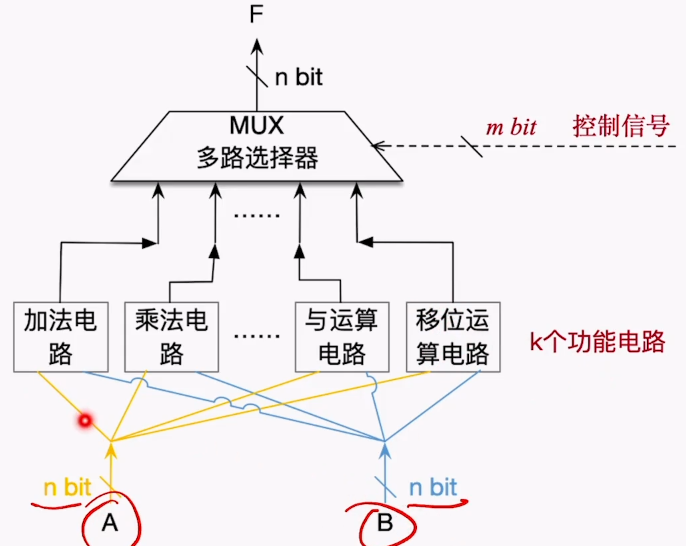 F
n bit
MUX
多路选择器
m bit 控制信号
......
加法电
路
乘法电
路
......
与运算
电路
移位运
算电路
k个功能电路
n bit
n bit
A
B